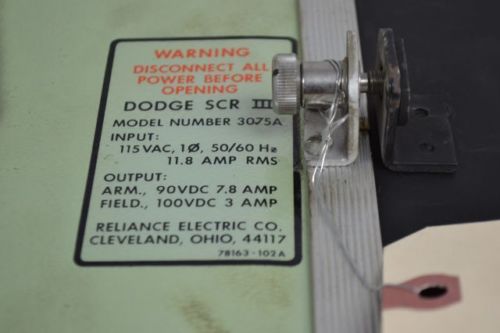 WARNING
DISCONNECT ALL
POWER BEFORE
OPENING
DODGE SCR III
MODEL NUMBER 3075A
INPUT:
115 VAC, 1Ø, 50/60 Hz
11.8 AMP RMS
OUTPUT:
ARM., 90VDC 7.8 AMP
FIELD., 100VDC 3 AMP
RELIANCE ELECTRIC CO.
CLEVELAND, OHIO, 44117
78163-102A